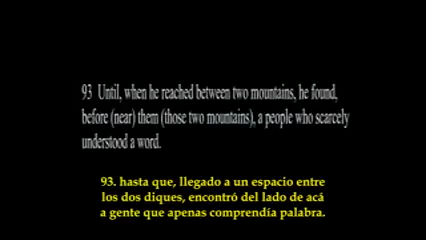 93 Until, when he reached between two mountains, he found,
before (near) them (those two mountains), a people who scarcely
understood a word.
93. hasta que, llegado a un espacio entre
los dos diques, encontró del lado de acá
a gente que apenas comprendía palabra.